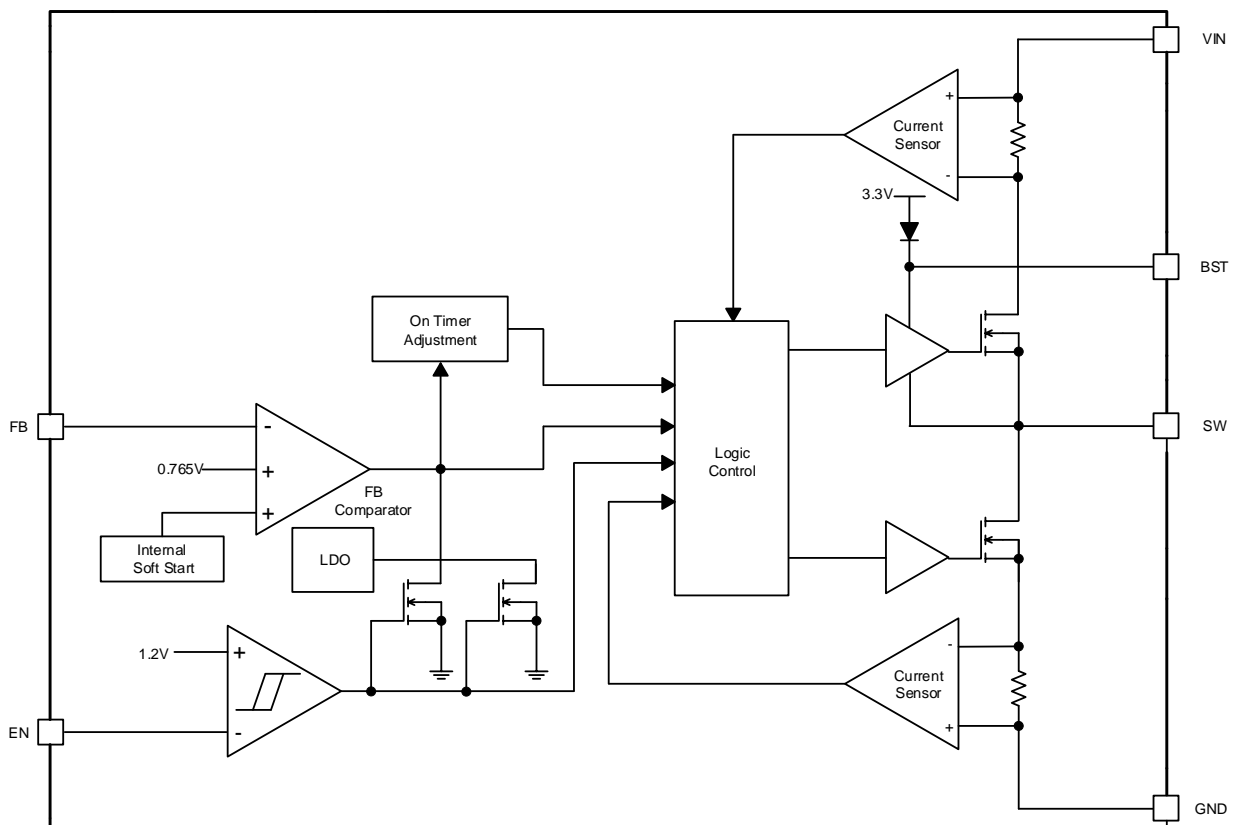 VIN
+
Current
Sensor
-
3.3V
BST
On Timer
Adjustment
FB
-
SW
0.765V
+
Logic
Control
FB
Comparator
+
Internal
Soft Start
LDO
1.2V
+
-
Current
Sensor
EN
-
+
GND